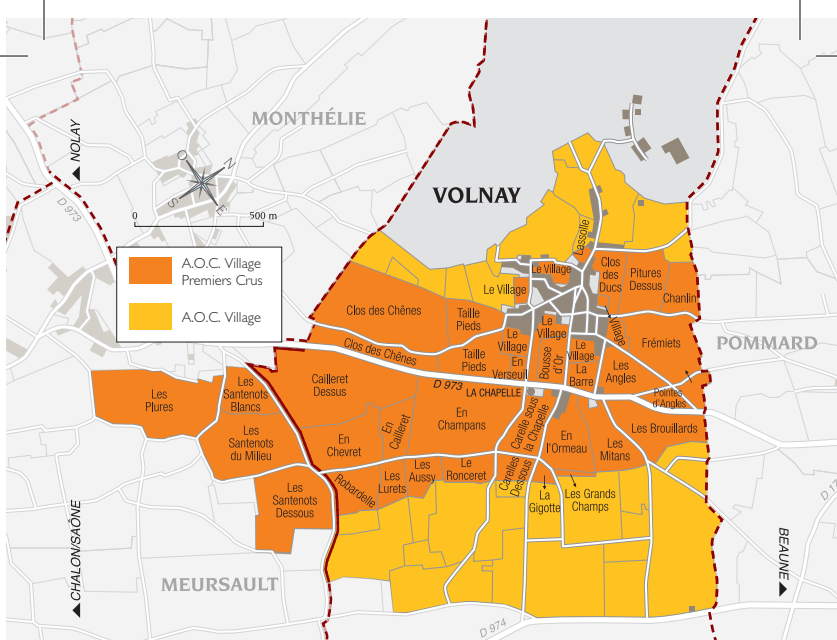 MONTHÉLIE
NOLAY
D 973
O
N
S
E
0 500 m
VOLNAY
A.O.C. Village
Premiers Crus
A.O.C. Village
Lassolle
Le Village
Clos
des
Ducs
Pitures
Dessus
Chanlin
Le Village
Clos des Chênes
Taille
Pieds
Le
Village
Le
Village
Village
Frémiets
POMMARD
Clos des Chênes
Taille
Pieds
En
Verseuil
Bousse
d'Or
Le
Village
La
Barre
Les
Angles
Pointes
d'Angles
D 973
LA CHAPELLE
Les
Plures
Les
Santenots
Blancs
Cailleret
Dessus
En
Cailleret
En
Champans
Carelle sous
la Chapelle
En
l'Ormeau
Les
Mitans
Les Brouillards
Les
Santenots
du Milieu
En
Chevret
Robardelle
Les
Lurets
Les
Aussy
Le
Ronceret
Carelles
Dessous
La
Gigotte
Les Grands
Champs
Les
Santenots
Dessous
D 17
CHALON/SAÔNE
MEURSAULT
BEAUNE
D 974